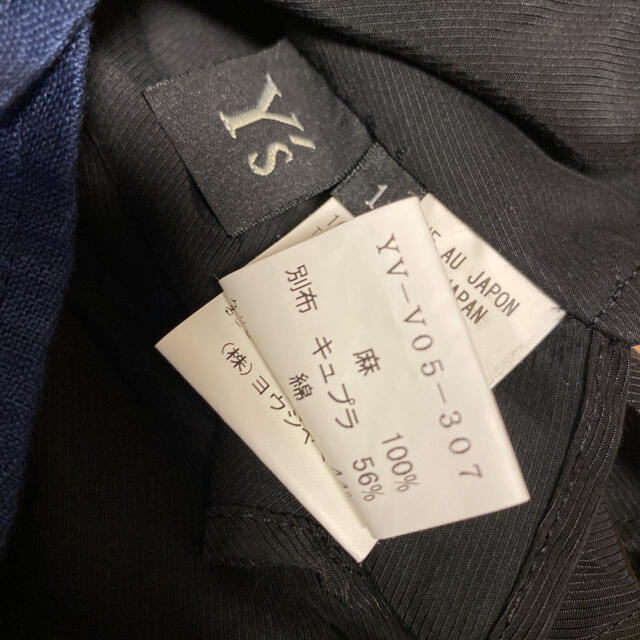 Y's
1
YV-V05-307
麻 100%
別布 キュプラ 56%
綿
(株)ヨウジ
AU JAPON
JAPAN